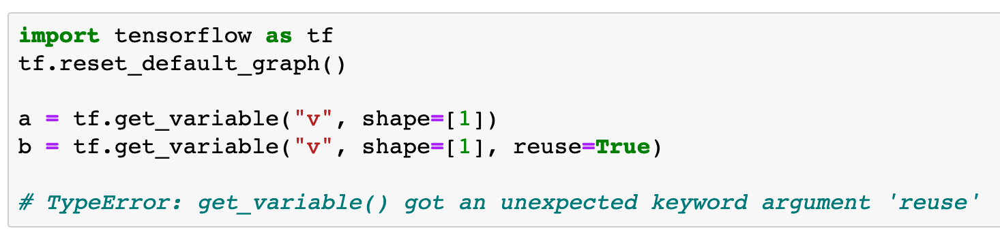 import tensorflow as tf
tf.reset_default_graph()
a = tf.get_variable("v", shape=[1])
b = tf.get_variable("v", shape=[1], reuse=True)
# TypeError: get_variable() got an unexpected keyword argument 'reuse'